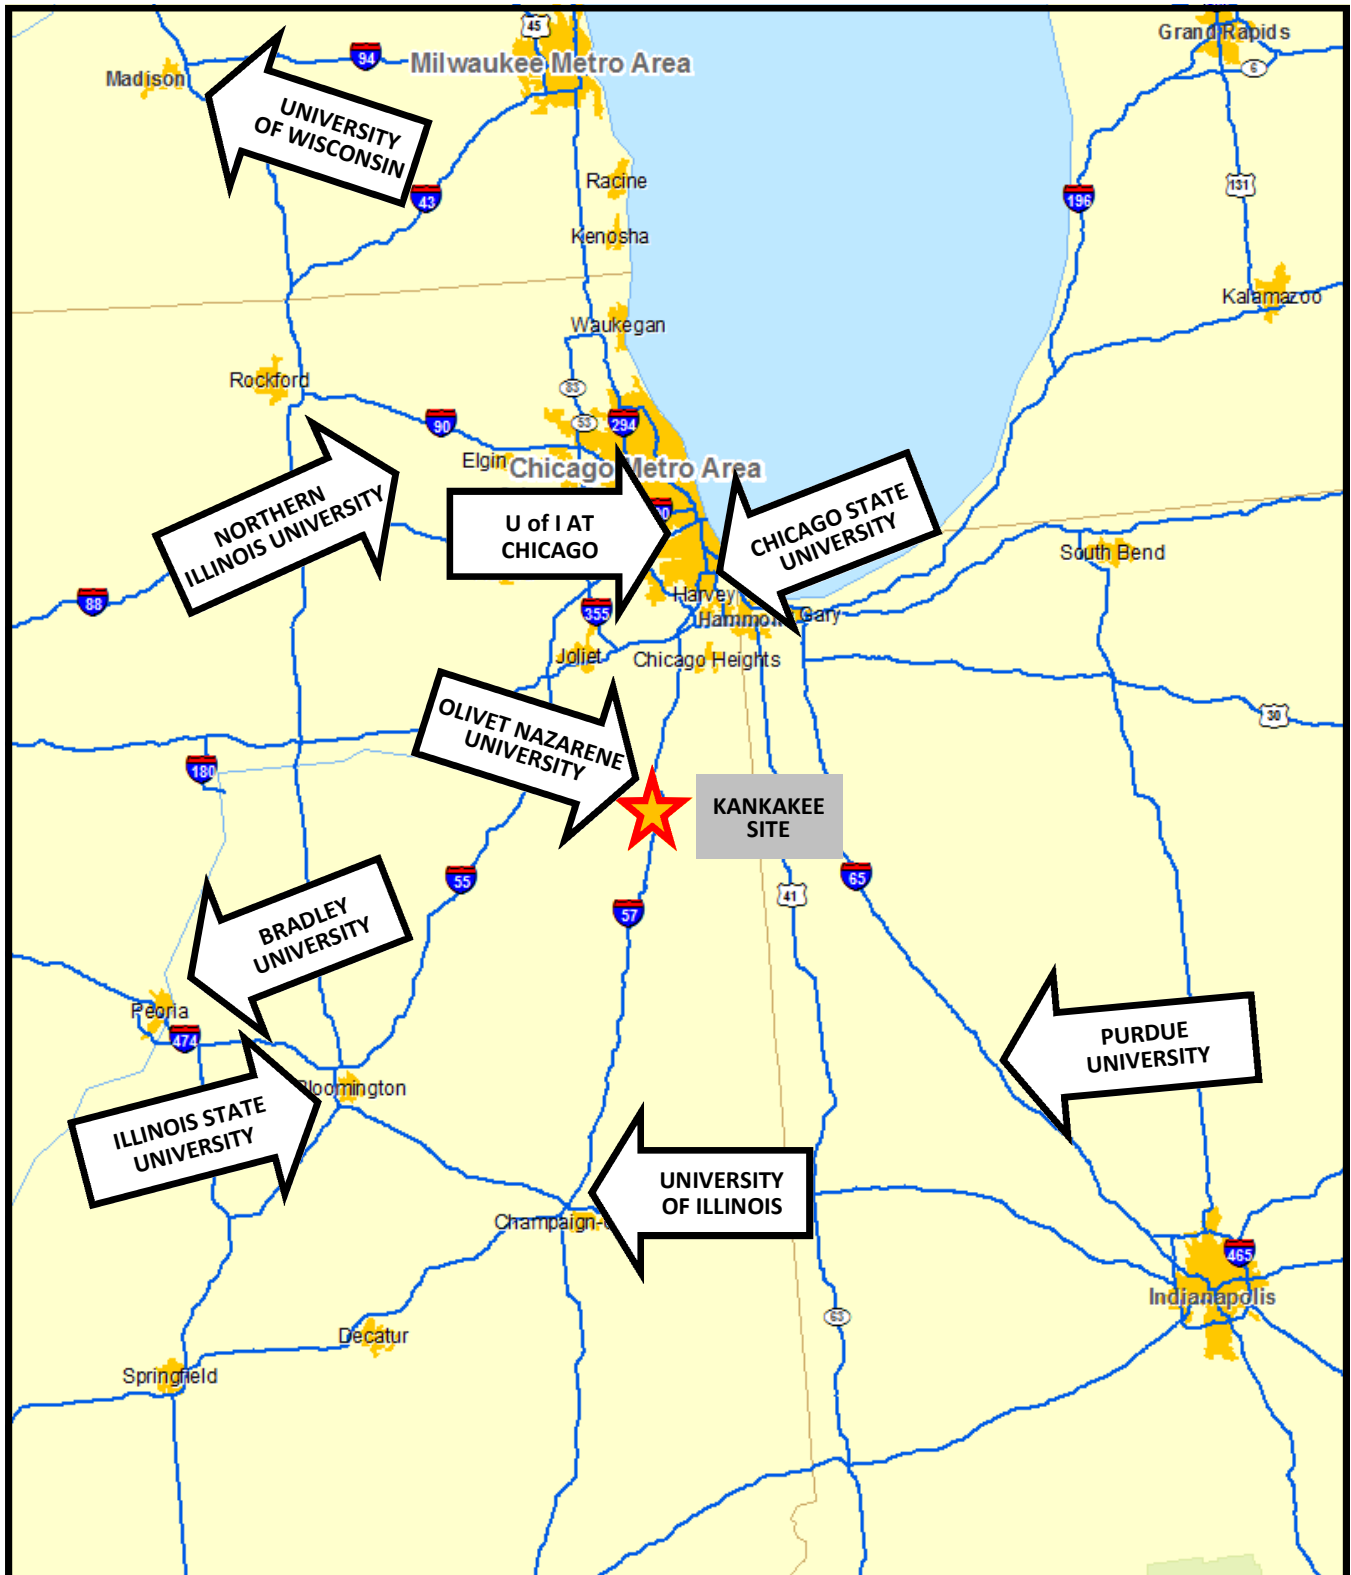 45
Grand Rapids
94
Milwaukee Metro Area
6
Madison
UNIVERSITY
OF WISCONSIN
Racine
131
43
196
Kenosha
Kalamazoo
Waukegan
Rockford
53
90
53
294
Elgin
Chicago Metro Area
NORTHERN
ILLINOIS UNIVERSITY
U of I AT
CHICAGO
CHICAGO STATE
UNIVERSITY
South Bend
88
355
Harvey
Gary
Joliet
Chicago Heights
OLIVET NAZARENE
UNIVERSITY
30
180
KANKAKEE
SITE
55
65
41
57
BRADLEY
UNIVERSITY
Peoria
474
PURDUE
UNIVERSITY
Bloomington
ILLINOIS STATE
UNIVERSITY
UNIVERSITY
OF ILLINOIS
Champaign-
465
Indianapolis
63
Decatur
Springfield